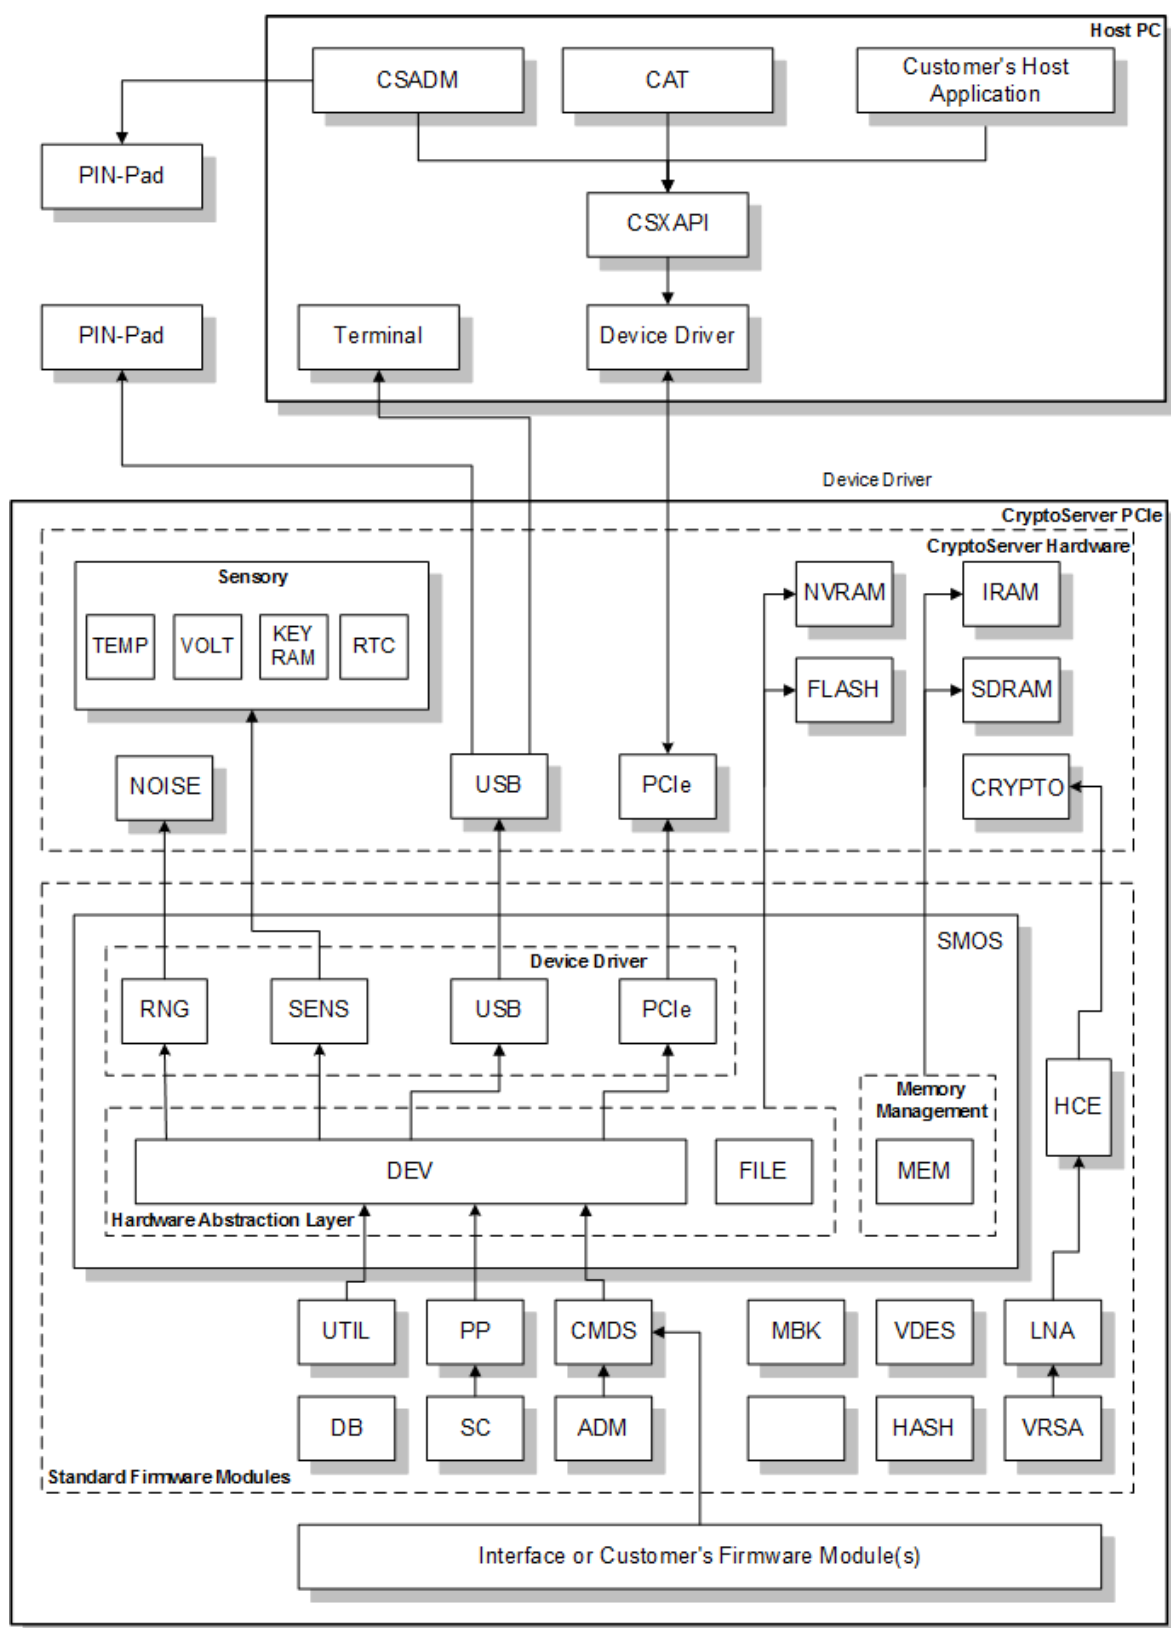 Host PC
CSADM
CAT
Customer's Host
Application
PIN-Pad
CSXAPI
PIN-Pad
Terminal
Device Driver
Device Driver
CryptoServer PCIe
CryptoServer Hardware
Sensory
TEMP
VOLT
KEY
RAM
RTC
NVRAM
IRAM
FLASH
SDRAM
NOISE
USB
PCIe
CRYPTO
SMOS
Device Driver
RNG
SENS
USB
PCIe
Memory
Management
HCE
DEV
FILE
MEM
Hardware Abstraction Layer
UTIL
PP
CMDS
MBK
VDES
LNA
DB
SC
ADM
HASH
VRSA
Standard Firmware Modules
Interface or Customer's Firmware Module(s)